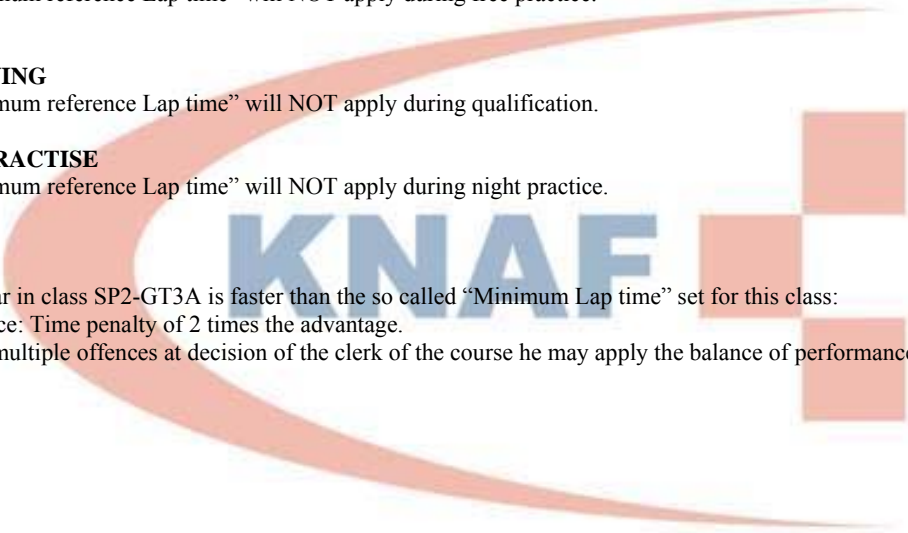 reference Lap time” will NOT apply during free practice.
ING
mum reference Lap time” will NOT apply during qualification.
RACTISE
mum reference Lap time” will NOT apply during night practice.
KNAF
ar in class SP2-GT3A is faster than the so called “Minimum Lap time” set for this class:
ce: Time penalty of 2 times the advantage.
multiple offences at decision of the clerk of the course he may apply the balance of performance